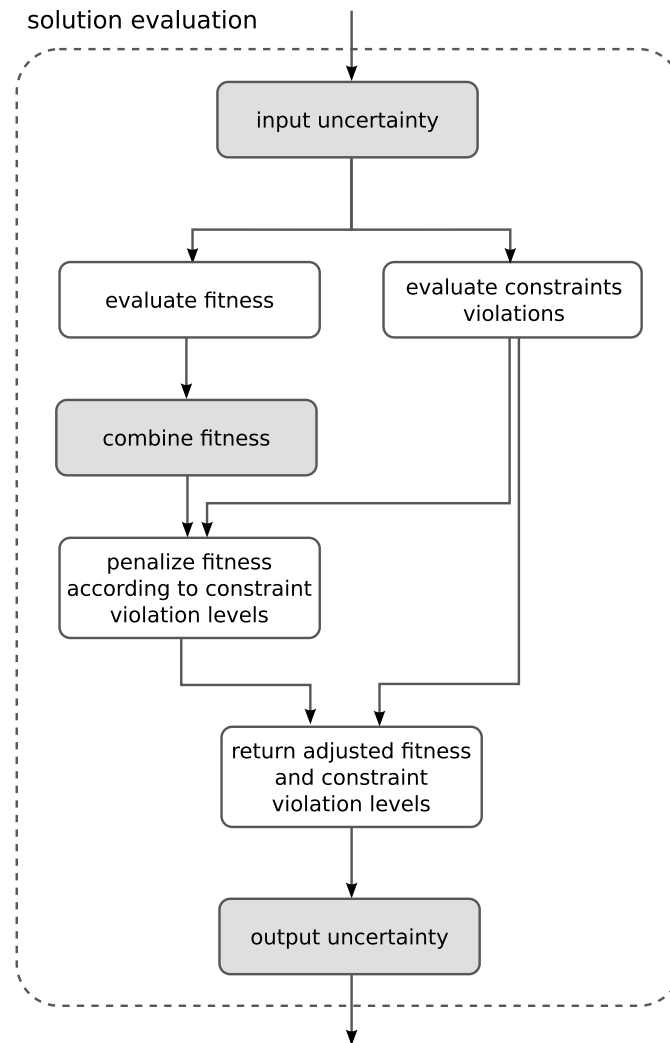 solution evaluation
input uncertainty
evaluate fitness
evaluate constraints
violations
combine fitness
penalize fitness
according to constraint
violation levels
return adjusted fitness
and constraint
violation levels
output uncertainty